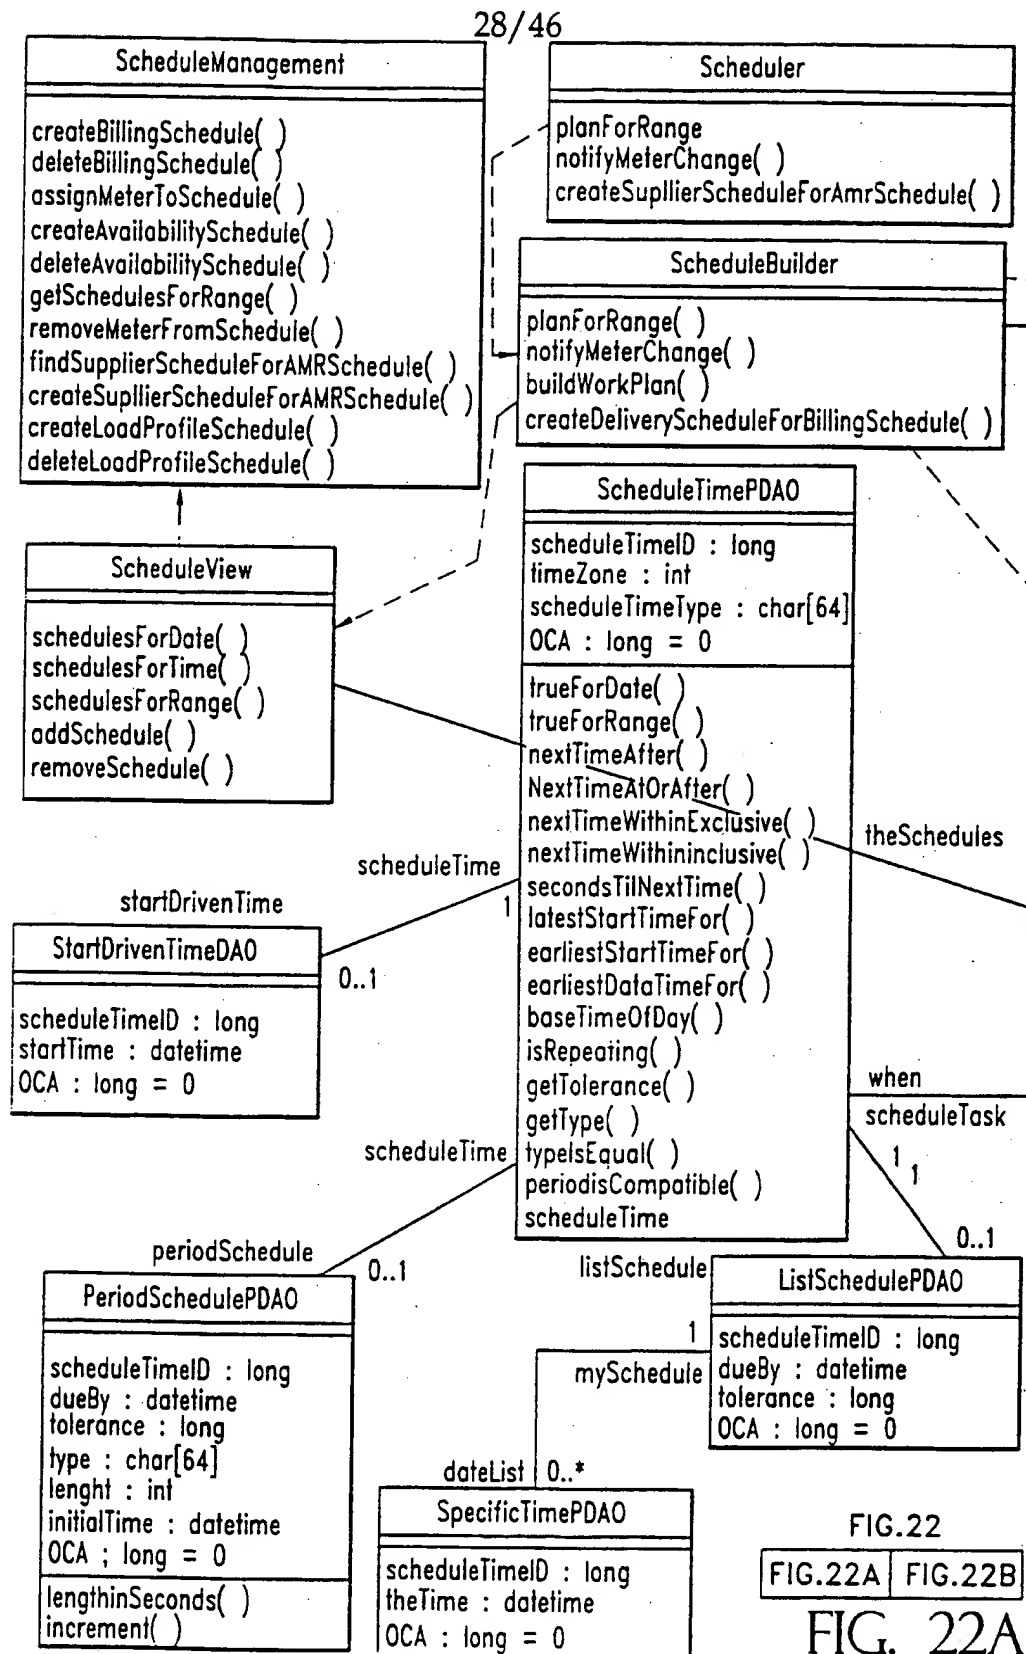 28/46
ScheduleManagement
createBillingSchedule( )
deleteBillingSchedule( )
assignMeterToSchedule( )
createAvailabilitySchedule( )
deleteAvailabilitySchedule( )
getSchedulesForRange( )
removeMeterFromSchedule( )
findSupplierScheduleForAMRSchedule( )
createSupllierScheduleForAMRSchedule( )
createLoadProfileSchedule( )
deleteLoadProfileSchedule( )
Scheduler
planForRange
notifyMeterChange( )
createSupllierScheduleForAmrSchedule( )
ScheduleBuilder
planForRange( )
notifyMeterChange( )
buildWorkPlan( )
createDeliveryScheduleForBillingSchedule( )
ScheduleView
schedulesForDate( )
schedulesForTime( )
schedulesForRange( )
addSchedule( )
removeSchedule( )
ScheduleTimePDAO
scheduleTimeID : long
timeZone : int
scheduleTimeType : char[64]
OCA : long = 0
trueForDate( )
trueForRange( )
nextTimeAfter( )
NextTimeAtOrAfter( )
nextTimeWithinExclusive( )
nextTimeWithininclusive( )
secondsTilNextTime( )
latestStartTimeFor( )
earliestStartTimeFor( )
earliestDataTimeFor( )
baseTimeOfDay( )
isRepeating( )
getTolerance( )
getType( )
typeIsEqual( )
periodisCompatible( )
scheduleTime
theSchedules
scheduleTime
1
startDrivenTime
0..1
StartDrivenTimeDAO
scheduleTimeID : long
startTime : datetime
OCA : long = 0
when
scheduleTask
1
1
0..1
scheduleTime
periodSchedule
0..1
PeriodSchedulePDAO
scheduleTimeID : long
dueBy : datetime
tolerance : long
type : char[64]
lenght : int
initialTime : datetime
OCA ; long = 0
lengthinSeconds( )
increment( )
listSchedule
ListSchedulePDAO
scheduleTimeID : long
dueBy : datetime
tolerance : long
OCA : long = 0
1
mySchedule
dateList
0..*
SpecificTimePDAO
scheduleTimeID : long
theTime : datetime
OCA : long = 0
FIG.22
FIG.22A FIG.22B
FIG. 22A